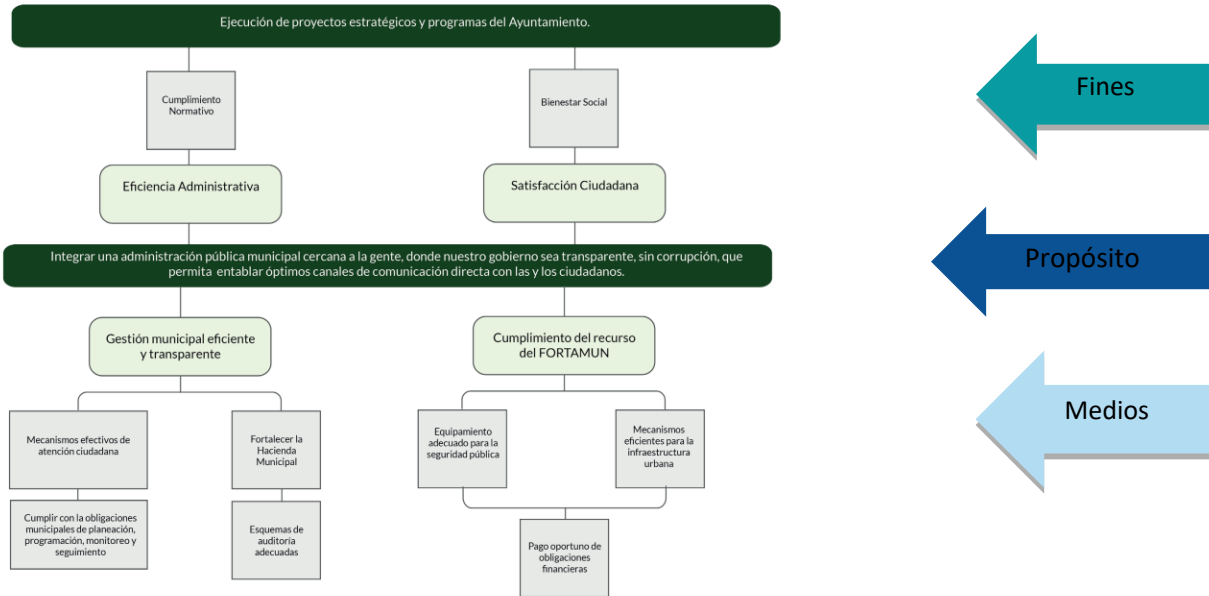 Ejecución de proyectos estratégicos y programas del Ayuntamiento.
Cumplimiento
Normativo
Bienestar Social
Fines
Eficiencia Administrativa
Satisfacción Ciudadana
Integrar una administración pública municipal cercana a la gente, donde nuestro gobierno sea transparente, sin corrupción, que
permita entablar óptimos canales de comunicación directa con las y los ciudadanos.
Propósito
Gestión municipal eficiente
y transparente
Cumplimiento del recurso
del FORTAMUN
Medios
Mecanismos efectivos de
atención ciudadana
Fortalecer la
Hacienda
Municipal
Equipamiento
adecuado para la
seguridad pública
Mecanismos
eficientes para la
infraestructura
urbana
Cumplir con la obligaciones
municipales de planeación,
programación, monitoreo y
seguimiento
Esquemas de
auditoría
adecuadas
Pago oportuno de
obligaciones
financieras